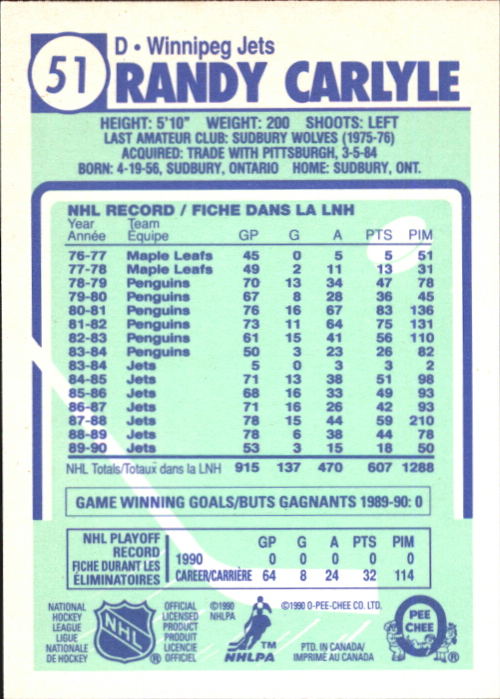 51
D • Winnipeg Jets
RANDY CARLYLE
HEIGHT: 5'10" WEIGHT: 200 SHOOTS: LEFT
LAST AMATEUR CLUB: SUDBURY WOLVES (1975-76)
ACQUIRED: TRADE WITH PITTSBURGH, 3-5-84
BORN: 4-19-56, SUDBURY, ONTARIO HOME: SUDBURY, ONT.
NHL RECORD / FICHE DANS LA LNH
Year Team
Année Équipe GP G A PTS PIM
76-77 Maple Leafs 45 0 5 5 51
77-78 Maple Leafs 49 2 11 13 31
78-79 Penguins 70 13 34 47 78
79-80 Penguins 67 8 28 36 45
80-81 Penguins 76 16 67 83 136
81-82 Penguins 73 11 64 75 131
82-83 Penguins 61 15 41 56 110
83-84 Penguins 50 3 23 26 82
83-84 Jets 5 0 3 3 2
84-85 Jets 71 13 38 51 98
85-86 Jets 68 16 33 49 93
86-87 Jets 71 16 26 42 93
87-88 Jets 78 15 44 59 210
88-89 Jets 78 6 38 44 78
89-90 Jets 53 3 15 18 50
NHL Totals/Totaux dans la LNH 915 137 470 607 1288
GAME WINNING GOALS/BUTS GAGNANTS 1989-90: 0
NHL PLAYOFF
RECORD
FICHE DURANT LES
ÉLIMINATOIRES
GP G A PTS PIM
1990 0 0 0 0 0
CAREER/CARRIÈRE 64 8 24 32 114
NATIONAL
HOCKEY
LEAGUE
LIGUE
NATIONALE
DE HOCKEY
NHL
®
OFFICIAL
LICENSED
PRODUCT
PRODUIT
LICENCIE
OFFICIEL
©1990
NHLPA
TM
NHLPA
©1990 O-PEE-CHEE CO. LTD.
PTD. IN CANADA/
IMPRIMÉ AU CANADA
O
PEE
CHEE
®